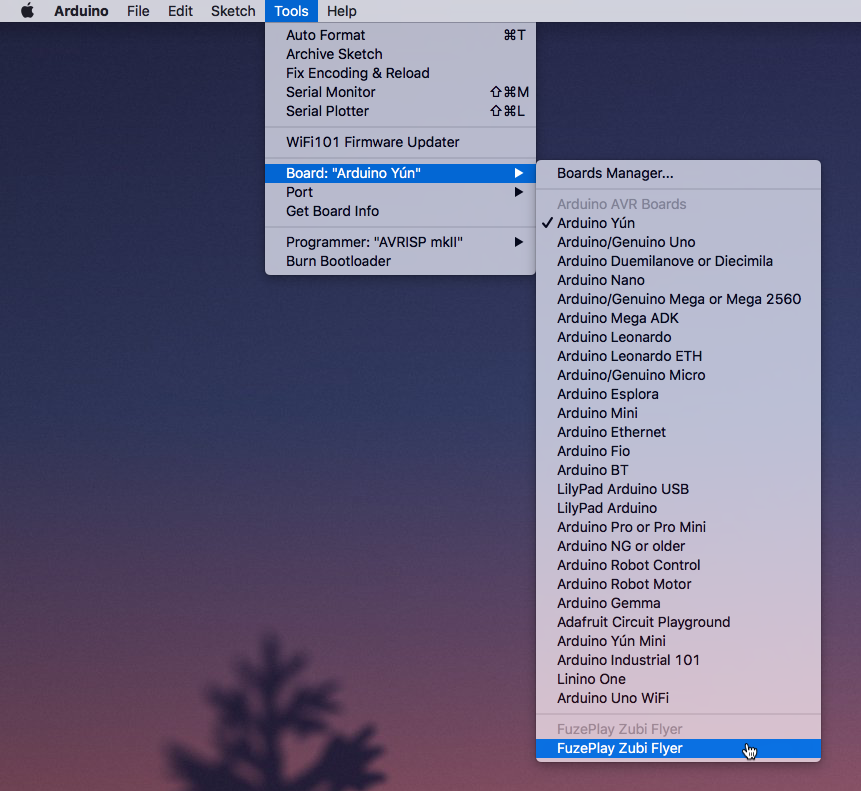 Arduino File Edit Sketch Tools Help
Auto Format ⌘T
Archive Sketch
Fix Encoding & Reload
Serial Monitor ⇧⌘M
Serial Plotter ⇧⌘L
WiFi101 Firmware Updater
Board: "Arduino Yún"
Port
Get Board Info
Programmer: "AVRISP mkII"
Burn Bootloader
Boards Manager...
Arduino AVR Boards
✓ Arduino Yún
Arduino/Genuino Uno
Arduino Duemilanove or Diecimila
Arduino Nano
Arduino/Genuino Mega or Mega 2560
Arduino Mega ADK
Arduino Leonardo
Arduino Leonardo ETH
Arduino/Genuino Micro
Arduino Esplora
Arduino Mini
Arduino Ethernet
Arduino Fio
Arduino BT
LilyPad Arduino USB
LilyPad Arduino
Arduino Pro or Pro Mini
Arduino NG or older
Arduino Robot Control
Arduino Robot Motor
Arduino Gemma
Adafruit Circuit Playground
Arduino Yún Mini
Arduino Industrial 101
Linino One
Arduino Uno WiFi
FuzePlay Zubi Flyer
FuzePlay Zubi Flyer